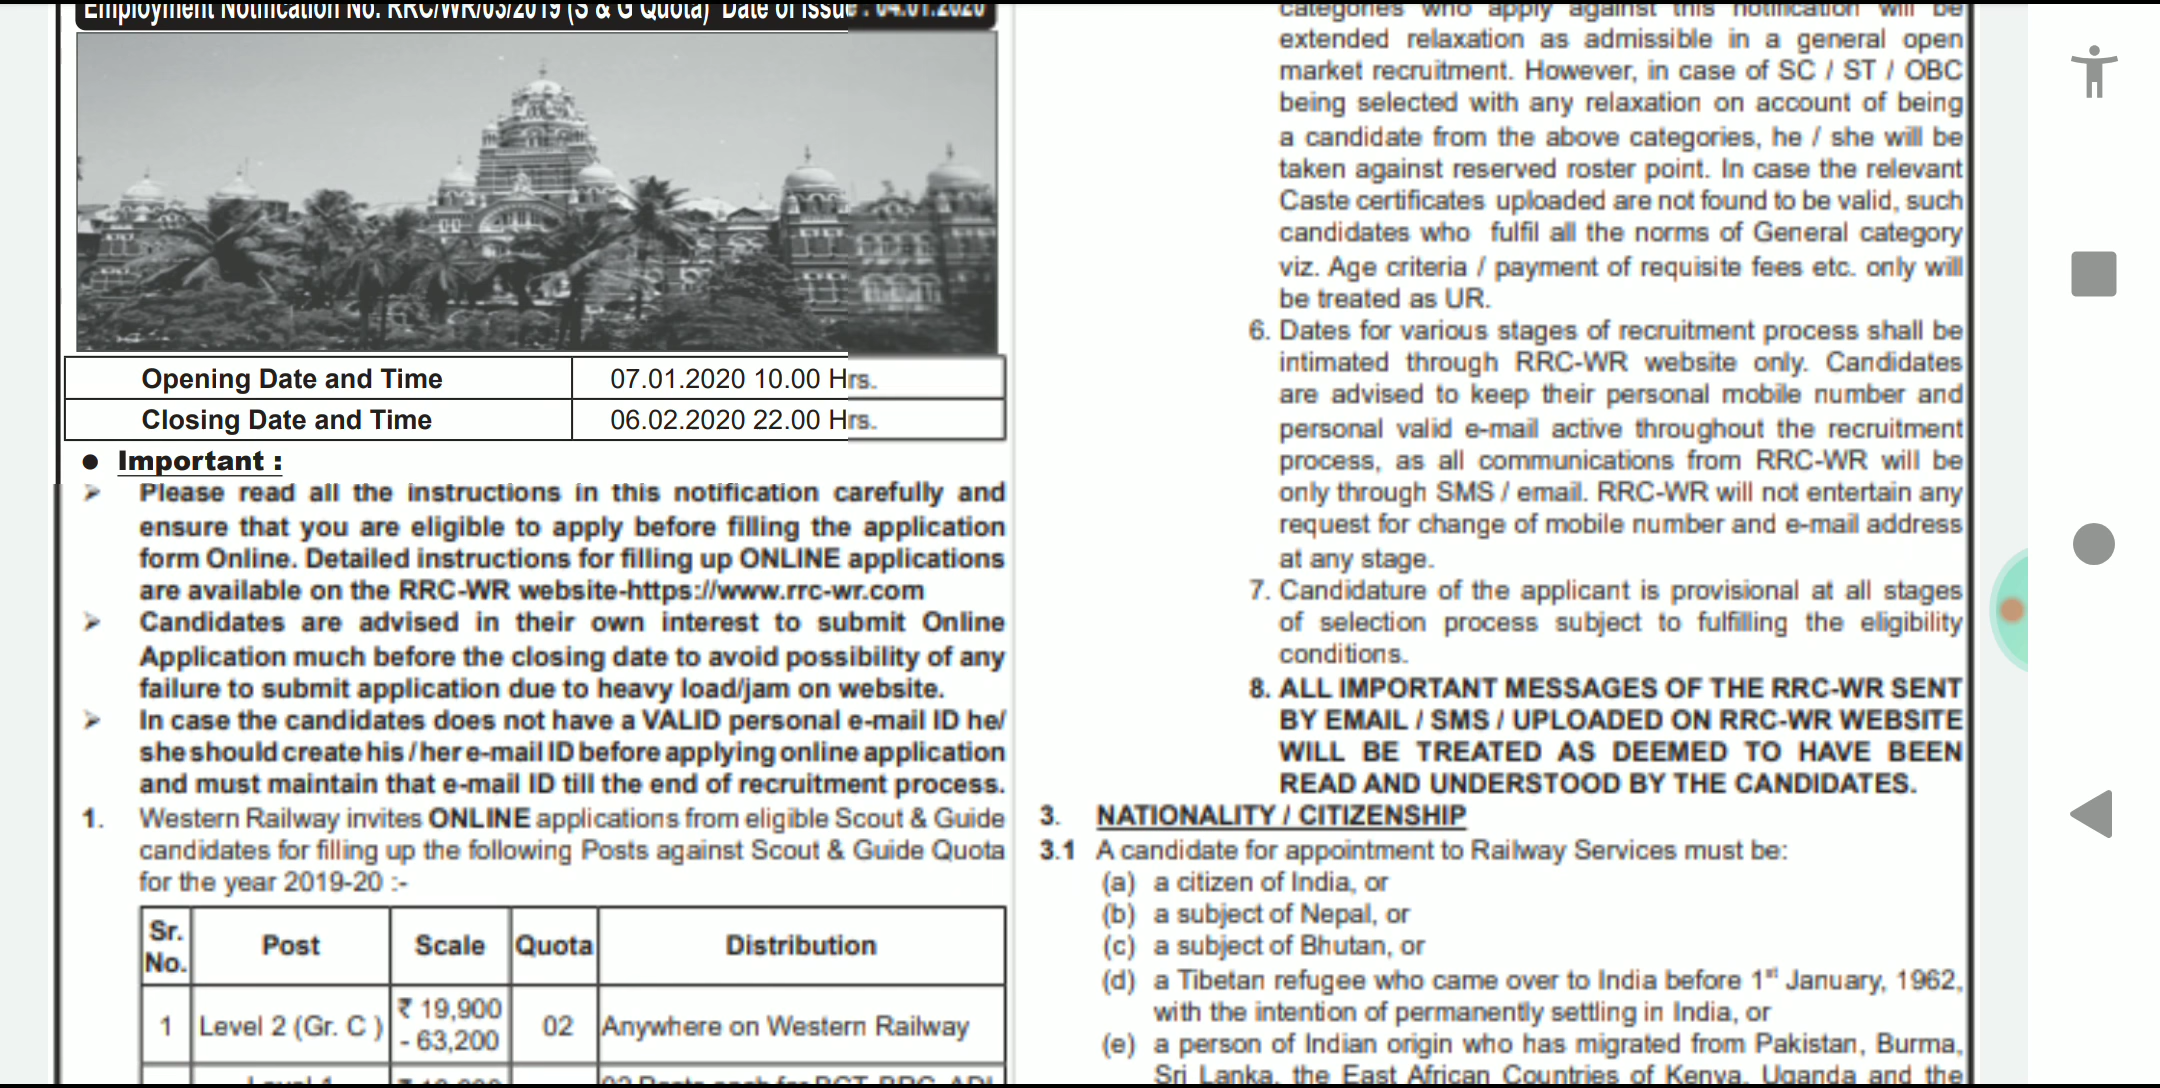 Employment Notification No. RRC/WR/03/2019 (S & G Quota) Date of Issue : 04.01.2020
Opening Date and Time 07.01.2020 10.00 Hrs.
Closing Date and Time 06.02.2020 22.00 Hrs.
● Important :
➢ Please read all the instructions in this notification carefully and
ensure that you are eligible to apply before filling the application
form Online. Detailed instructions for filling up ONLINE applications
are available on the RRC-WR website-https://www.rrc-wr.com
➢ Candidates are advised in their own interest to submit Online
Application much before the closing date to avoid possibility of any
failure to submit application due to heavy load/jam on website.
➢ In case the candidates does not have a VALID personal e-mail ID he/
she should create his / her e-mail ID before applying online application
and must maintain that e-mail ID till the end of recruitment process.
1. Western Railway invites ONLINE applications from eligible Scout & Guide
candidates for filling up the following Posts against Scout & Guide Quota
for the year 2019-20 :-
Sr. No. Post Scale Quota Distribution
1 Level 2 (Gr. C ) ₹ 19,900 - 63,200 02 Anywhere on Western Railway
categories who apply against this notification will be
extended relaxation as admissible in a general open
market recruitment. However, in case of SC / ST / OBC
being selected with any relaxation on account of being
a candidate from the above categories, he / she will be
taken against reserved roster point. In case the relevant
Caste certificates uploaded are not found to be valid, such
candidates who fulfil all the norms of General category
viz. Age criteria / payment of requisite fees etc. only will
be treated as UR.
6. Dates for various stages of recruitment process shall be
intimated through RRC-WR website only. Candidates
are advised to keep their personal mobile number and
personal valid e-mail active throughout the recruitment
process, as all communications from RRC-WR will be
only through SMS / email. RRC-WR will not entertain any
request for change of mobile number and e-mail address
at any stage.
7. Candidature of the applicant is provisional at all stages
of selection process subject to fulfilling the eligibility
conditions.
8. ALL IMPORTANT MESSAGES OF THE RRC-WR SENT
BY EMAIL / SMS / UPLOADED ON RRC-WR WEBSITE
WILL BE TREATED AS DEEMED TO HAVE BEEN
READ AND UNDERSTOOD BY THE CANDIDATES.
3. NATIONALITY / CITIZENSHIP
3.1 A candidate for appointment to Railway Services must be:
(a) a citizen of India, or
(b) a subject of Nepal, or
(c) a subject of Bhutan, or
(d) a Tibetan refugee who came over to India before 1st January, 1962,
with the intention of permanently settling in India, or
(e) a person of Indian origin who has migrated from Pakistan, Burma,
Sri Lanka, the East African Countries of Kenya, Uganda and the